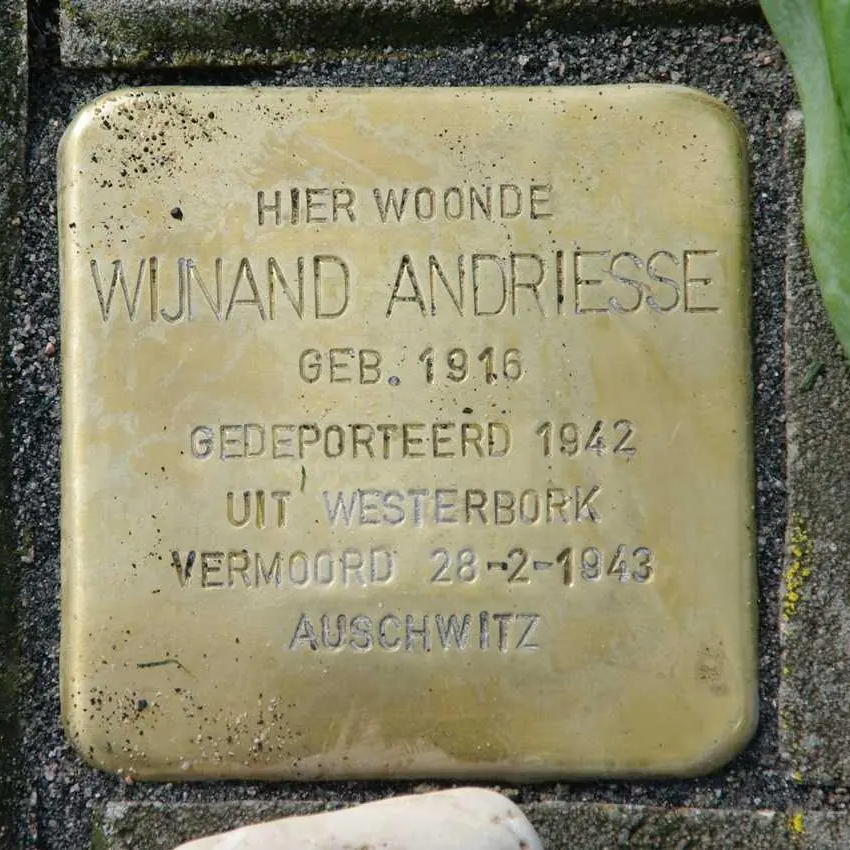 HIER WOONDE
WIJNAND ANDRIESSE
GEB. 1916
GEDEPORTEERD 1942
UIT WESTERBORK
VERMOORD 28-2-1943
AUSCHWITZ